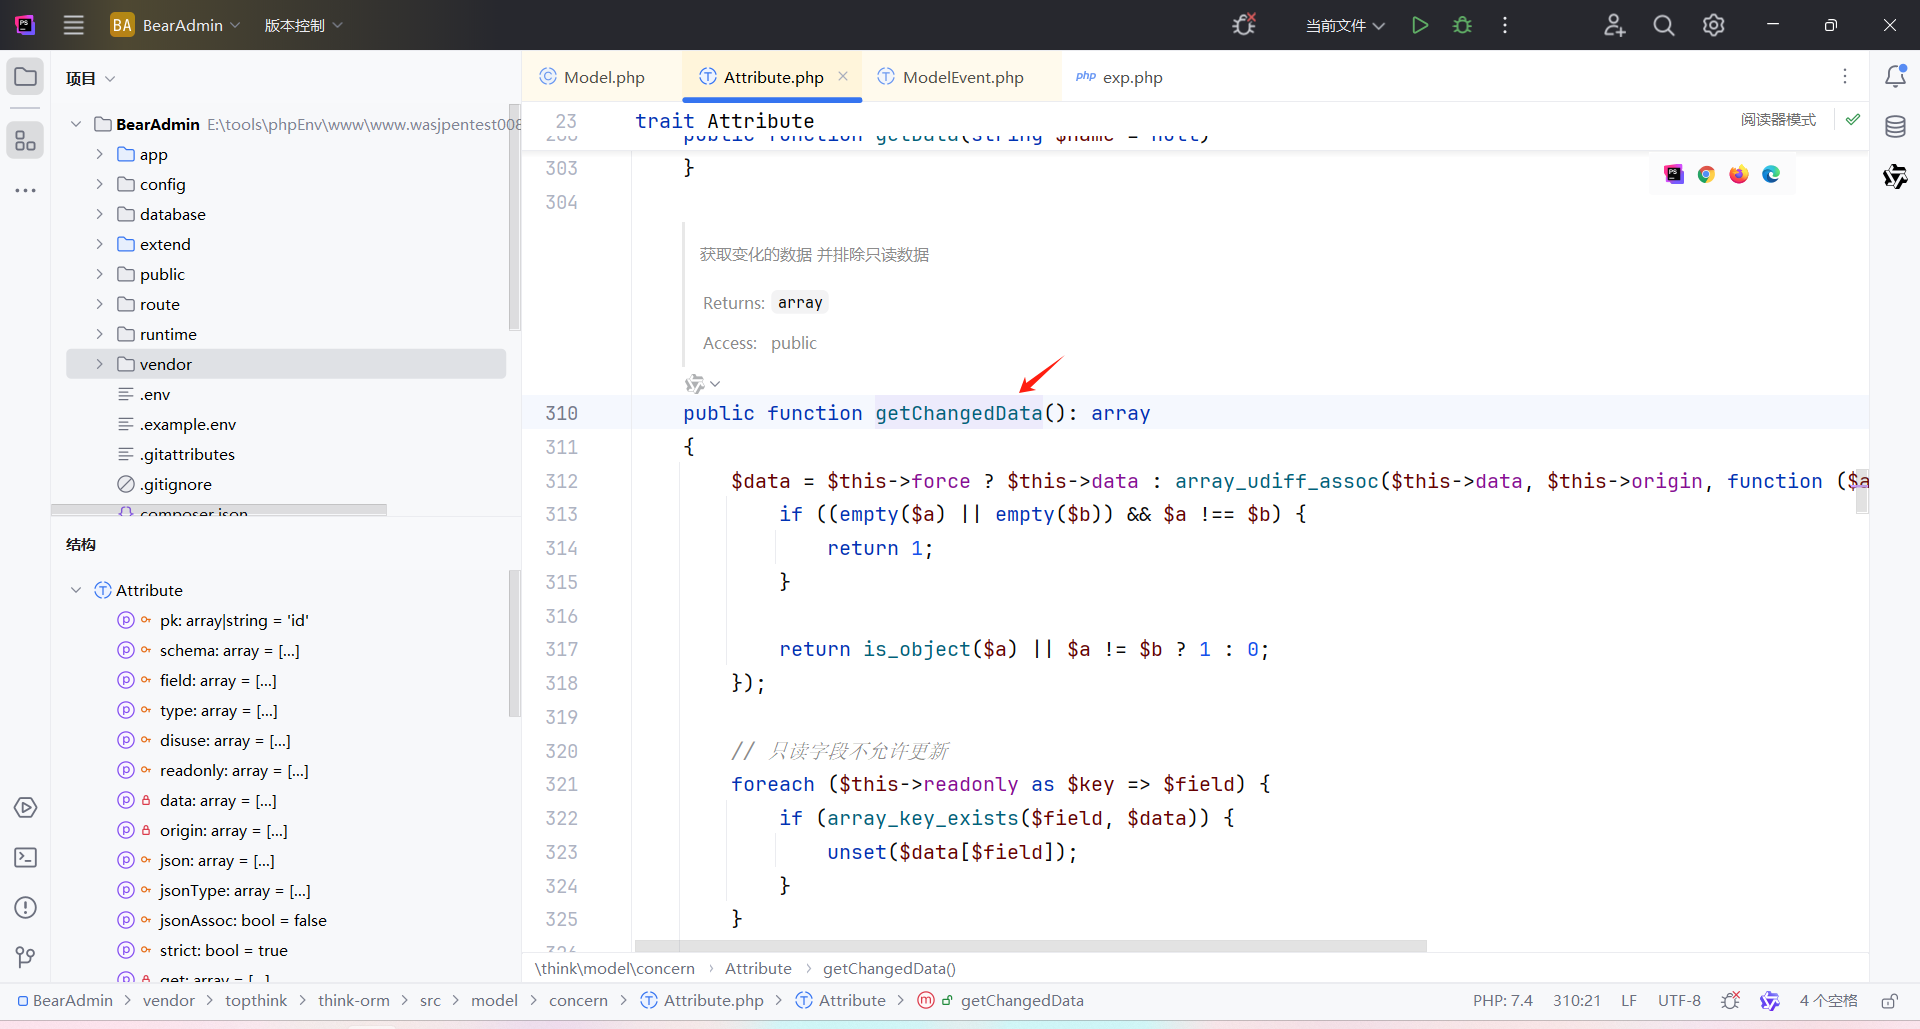 BA BearAdmin 版本控制 当前文件
项目
BearAdmin E:\tools\phpEnv\www\www.wasjpentest008
app
config
database
extend
public
route
runtime
vendor
.env
.example.env
.gitattributes
.gitignore
composer.json
结构
Attribute
pk: array|string = 'id'
schema: array = [...]
field: array = [...]
type: array = [...]
disuse: array = [...]
readonly: array = [...]
data: array = [...]
origin: array = [...]
json: array = [...]
jsonType: array = [...]
jsonAssoc: bool = false
strict: bool = true
get: array = [...]
Model.php Attribute.php ModelEvent.php php exp.php
23 trait Attribute
阅读器模式
public function getData(string $name = null)
303 }
304
获取变化的数据 并排除只读数据
Returns: array
Access: public
310 public function getChangedData(): array
311 {
312 $data = $this->force ? $this->data : array_udiff_assoc($this->data, $this->origin, function ($a
313 if ((empty($a) || empty($b)) && $a !== $b) {
314 return 1;
315 }
316
317 return is_object($a) || $a != $b ? 1 : 0;
318 });
319
320 // 只读字段不允许更新
321 foreach ($this->readonly as $key => $field) {
322 if (array_key_exists($field, $data)) {
323 unset($data[$field]);
324 }
325 }
326
\think\model\concern › Attribute › getChangedData()
BearAdmin > vendor > topthink > think-orm > src > model > concern > Attribute.php > Attribute > getChangedData
PHP: 7.4 310:21 LF UTF-8 4 个空格